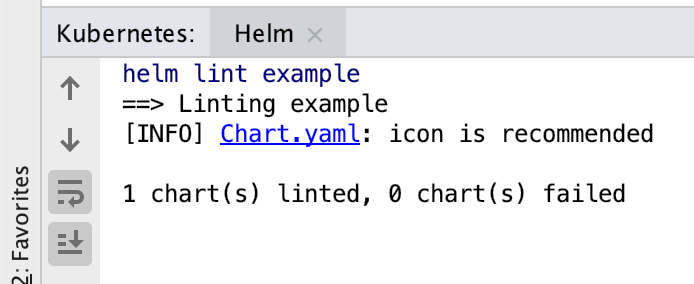 Kubernetes: Helm ×
helm lint example
==> Linting example
[INFO] Chart.yaml: icon is recommended
1 chart(s) linted, 0 chart(s) failed
2: Favorites